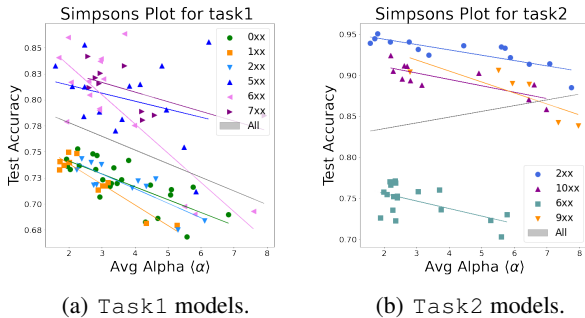 Simpsons Plot for task1
Test Accuracy
0.85
0.83
0.80
0.78
0.75
0.73
0.70
0.68
0xx
1xx
2xx
5xx
6xx
7xx
All
2 3 4 5 6 7 8
Avg Alpha ⟨α⟩
(a) Task1 models.
Simpsons Plot for task2
Test Accuracy
0.95
0.90
0.85
0.80
0.75
0.70
2xx
10xx
6xx
9xx
All
2 3 4 5 6 7 8
Avg Alpha ⟨α⟩
(b) Task2 models.